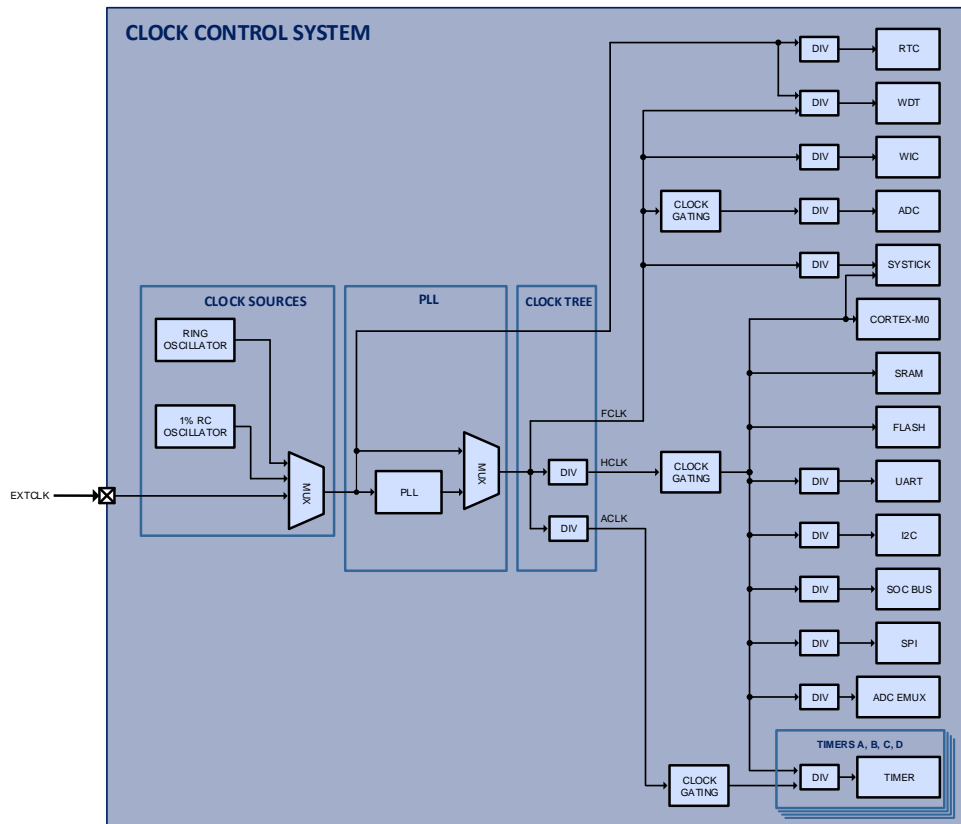 CLOCK CONTROL SYSTEM
DIV
RTC
DIV
WDT
DIV
WIC
CLOCK
GATING
DIV
ADC
DIV
SYSTICK
CORTEX-M0
CLOCK SOURCES
PLL
CLOCK TREE
RING
OSCILLATOR
1% RC
OSCILLATOR
MUX
EXTCLK
PLL
MUX
FCLK
DIV
HCLK
DIV
ACLK
CLOCK
GATING
SRAM
FLASH
DIV
UART
DIV
I2C
DIV
SOC BUS
DIV
SPI
DIV
ADC EMUX
TIMERS A, B, C, D
CLOCK
GATING
DIV
TIMER